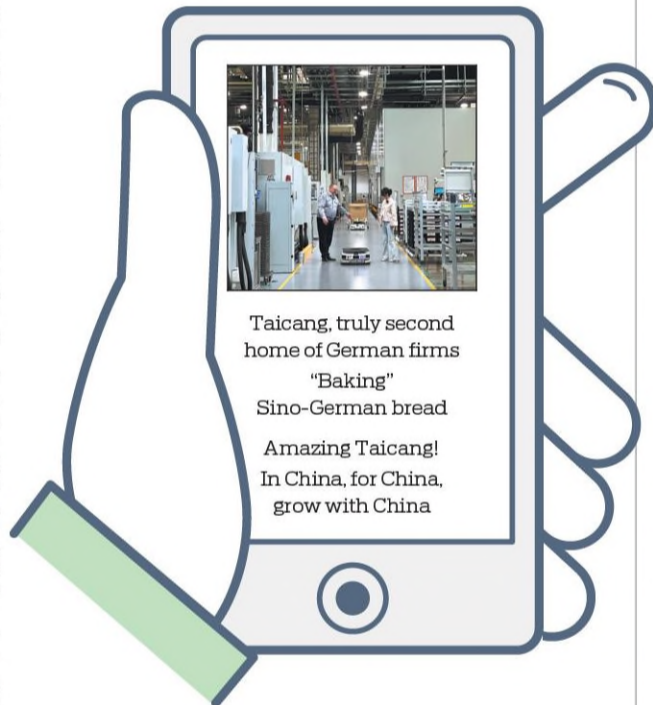 Taicang, truly second
home of German firms
“Baking”
Sino-German bread
Amazing Taicang!
In China, for China,
grow with China